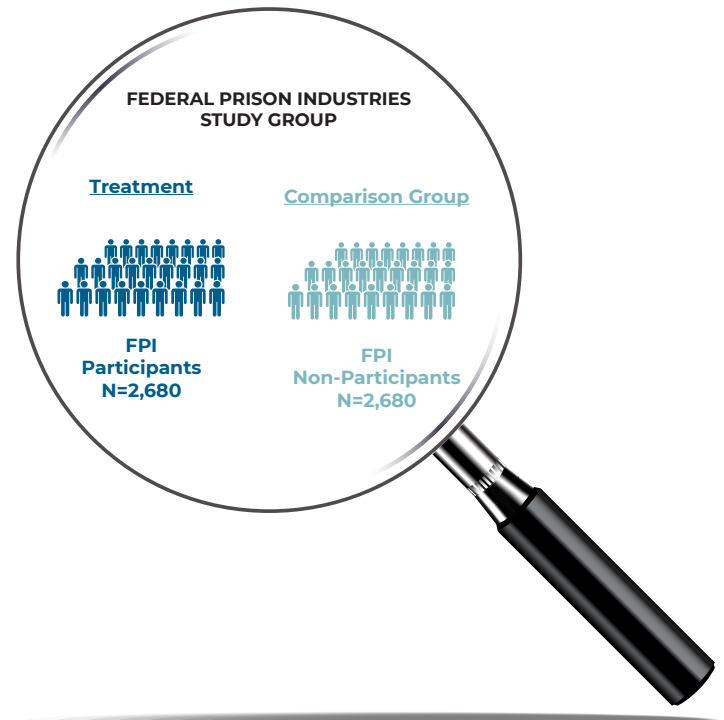 FEDERAL PRISON INDUSTRIES
STUDY GROUP
Treatment
FPI
Participants
N=2,680
Comparison Group
FPI
Non-Participants
N=2,680